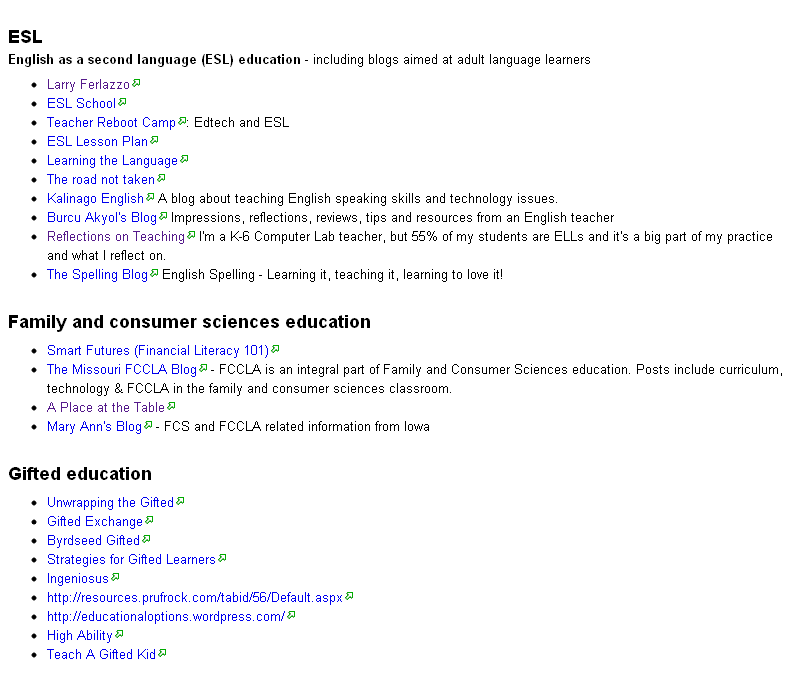 ESL
English as a second language (ESL) education - including blogs aimed at adult language learners
Larry Ferlazzo
ESL School
Teacher Reboot Camp: Edtech and ESL
ESL Lesson Plan
Learning the Language
The road not taken
Kalinago English A blog about teaching English speaking skills and technology issues.
Burcu Akyol's Blog Impressions, reflections, reviews, tips and resources from an English teacher
Reflections on Teaching I'm a K-6 Computer Lab teacher, but 55% of my students are ELLs and it's a big part of my practice
and what I reflect on.
The Spelling Blog English Spelling - Learning it, teaching it, learning to love it!
Family and consumer sciences education
Smart Futures (Financial Literacy 101)
The Missouri FCCLA Blog - FCCLA is an integral part of Family and Consumer Sciences education. Posts include curriculum,
technology & FCCLA in the family and consumer sciences classroom.
A Place at the Table
Mary Ann's Blog - FCS and FCCLA related information from Iowa
Gifted education
Unwrapping the Gifted
Gifted Exchange
Byrdseed Gifted
Strategies for Gifted Learners
Ingeniosus
http://resources.prufrock.com/tabid/56/Default.aspx
http://educationaloptions.wordpress.com/
High Ability
Teach A Gifted Kid